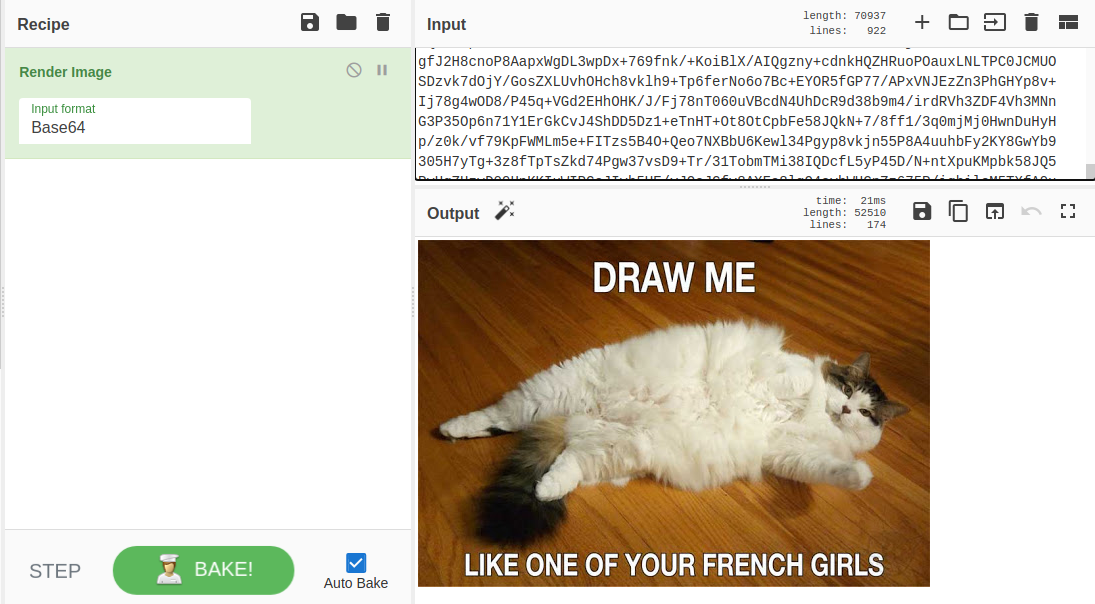 Recipe
Render Image
Input format
Base64
STEP
BAKE!
Auto Bake
Input
length: 70937
lines: 922
gfJ2H8cnoP8AapxWgDL3wpDx+769fnk/+KoiBlX/AIQgzny+cdnkHQZHRuoPOauxLNLTPC0JCMUO
SDzvk7dOjY/GosZXLUvhOHch8vklh9+Tp6ferNo6o7Bc+EYOR5fGP77/APxVNJEzZn3PhGHYp8v+
Ij78g4wOD8/P45q+VGd2EHhOHK/J/Fj78nT060uVBcdN4UhDcR9d38b9m4/irdRVh3ZDF4Vh3MNn
G3P35Op6n71Y1ErGkCvJ4ShDD5Dz1+eTnHT+Ot8OtCpbFe58JQkN+7/8ff1/3q0mjMj0HwnDuHyH
p/z0k/vf79KpFWMLm5e+FITzs5B4O+Qeo7NXBbU6Kewl34Pgyp8vkjn55P8A4uuhbFy2KY8GwYb9
305H7yTg+3z8fTpTsZkd74Pgw37vsD9+Tr/31TobmTMi38IQDcfL5yP45D/N+ntXpuKMpbk58JQ5
Output
time: 21ms
length: 52510
lines: 174
DRAW ME
LIKE ONE OF YOUR FRENCH GIRLS